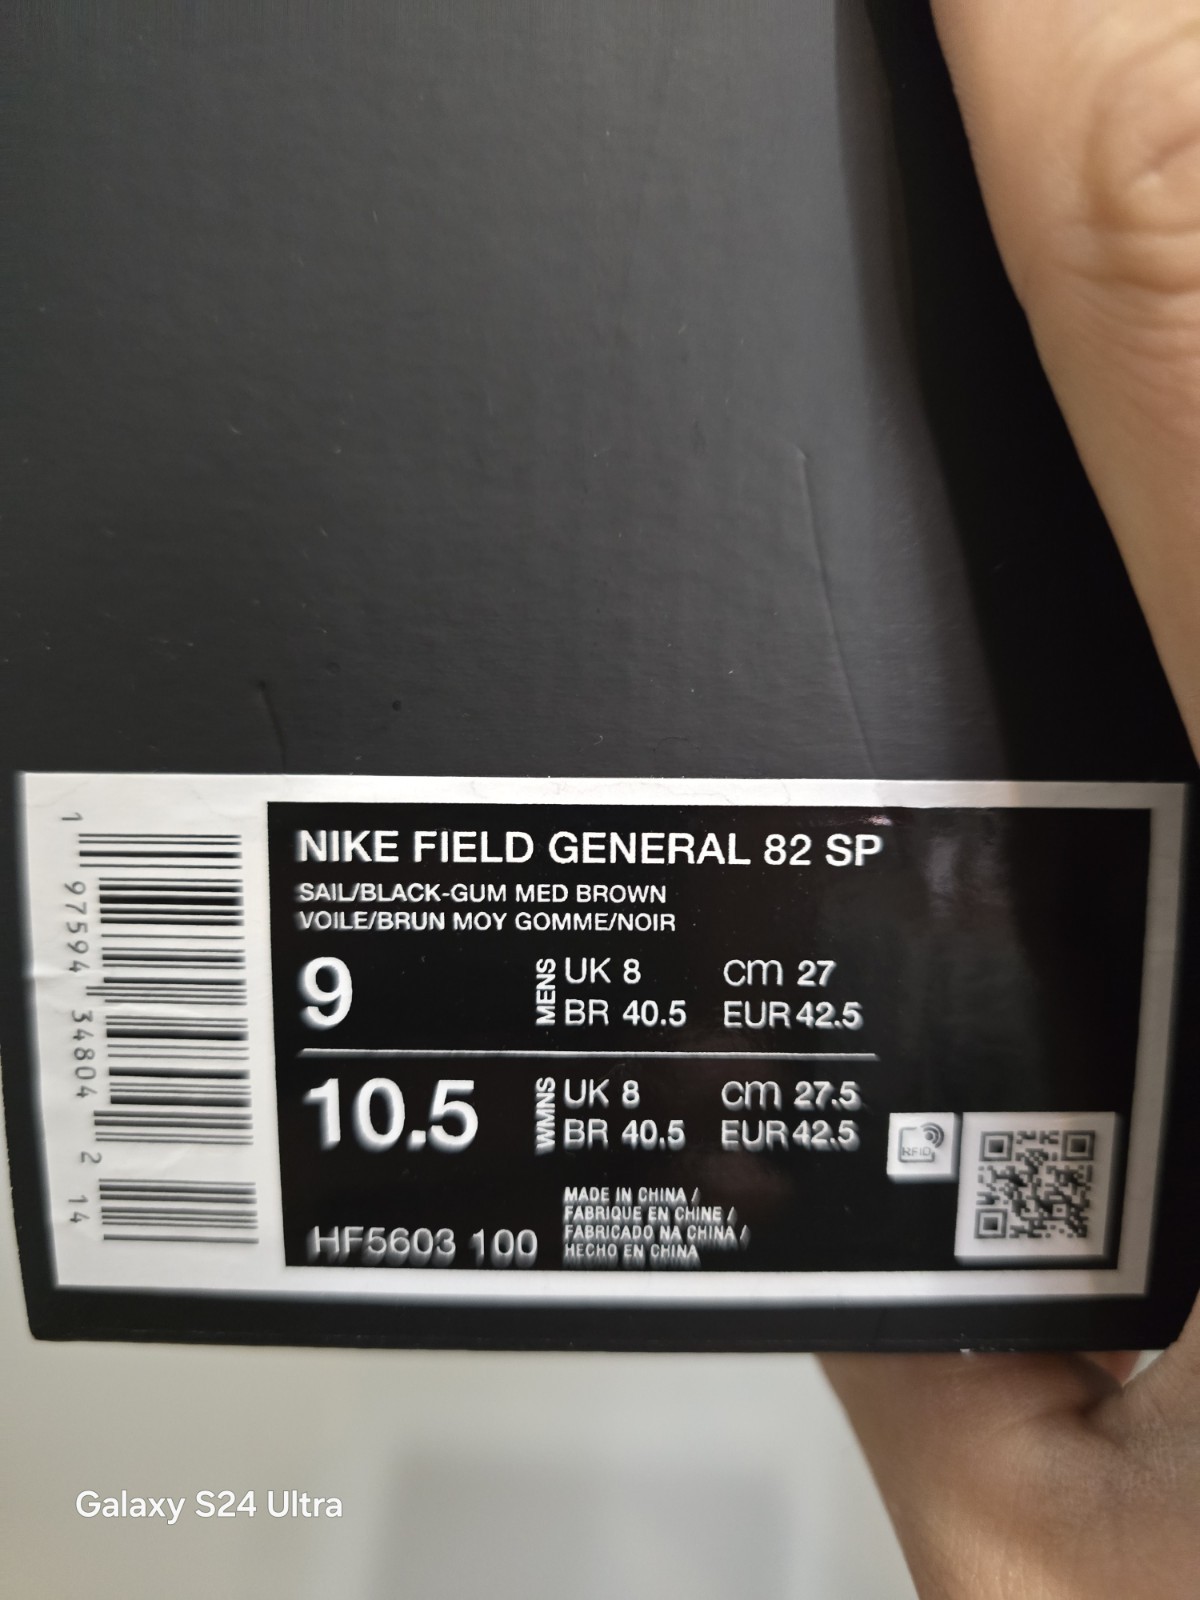 NIKE FIELD GENERAL 82 SP
SAIL/BLACK-GUM MED BROWN
VOILE/BRUN MOY GOMME/NOIR
9 MENS UK 8 cm 27
BR 40.5 EUR 42.5
10.5 WMNS UK 8 cm 27.5
BR 40.5 EUR 42.5
HF5603 100
MADE IN CHINA /
FABRIQUE EN CHINE /
FABRICADO NA CHINA /
HECHO EN CHINA
RFID
1 97594 34804 2 14
Galaxy S24 Ultra